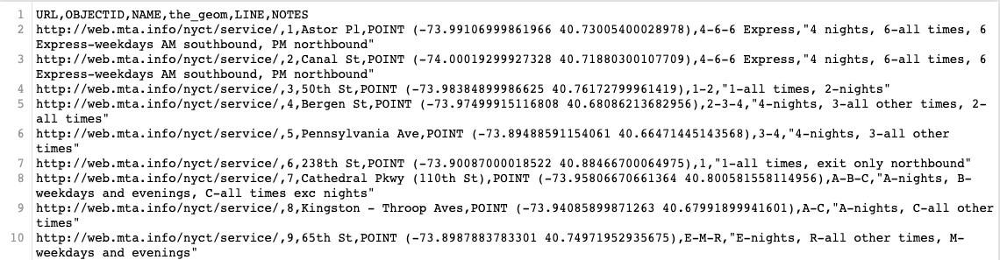 1 URL,OBJECTID,NAME,the_geom,LINE,NOTES
2 http://web.mta.info/nyct/service/,1,Astor Pl,POINT (-73.99106999861966 40.73005400028978),4-6-6 Express,"4 nights, 6-all times, 6
Express-weekdays AM southbound, PM northbound"
3 http://web.mta.info/nyct/service/,2,Canal St,POINT (-74.00019299927328 40.71880300107709),4-6-6 Express,"4 nights, 6-all times, 6
Express-weekdays AM southbound, PM northbound"
4 http://web.mta.info/nyct/service/,3,50th St,POINT (-73.98384899986625 40.76172799961419),1-2,"1-all times, 2-nights"
5 http://web.mta.info/nyct/service/,4,Bergen St,POINT (-73.97499915116808 40.68086213682956),2-3-4,"4-nights, 3-all other times, 2-
all times"
6 http://web.mta.info/nyct/service/,5,Pennsylvania Ave,POINT (-73.89488591154061 40.66471445143568),3-4,"4-nights, 3-all other
times"
7 http://web.mta.info/nyct/service/,6,238th St,POINT (-73.90087000018522 40.88466700064975),1,"1-all times, exit only northbound"
8 http://web.mta.info/nyct/service/,7,Cathedral Pkwy (110th St),POINT (-73.95806670661364 40.800581558114956),A-B-C,"A-nights, B-
weekdays and evenings, C-all times exc nights"
9 http://web.mta.info/nyct/service/,8,Kingston - Throop Aves,POINT (-73.94085899871263 40.67991899941601),A-C,"A-nights, C-all other
times"
10 http://web.mta.info/nyct/service/,9,65th St,POINT (-73.8987883783301 40.74971952935675),E-M-R,"E-nights, R-all other times, M-
weekdays and evenings"